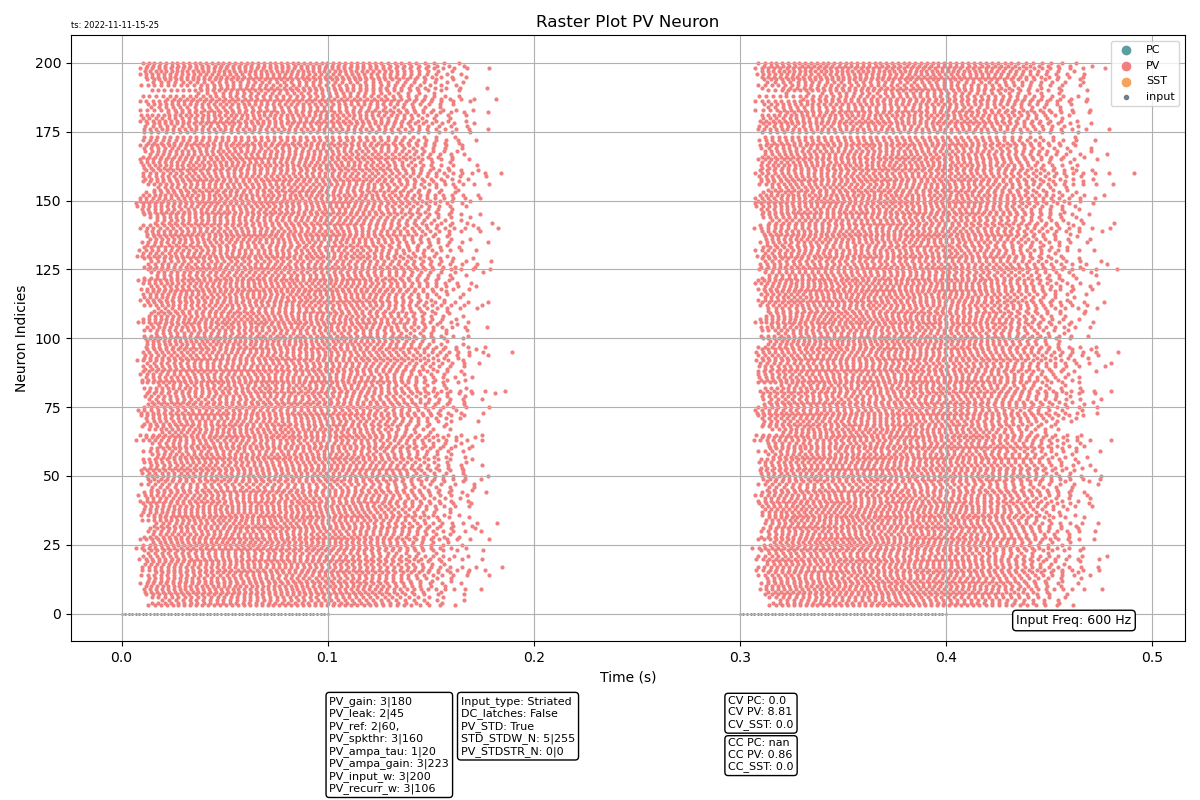 ts: 2022-11-11-15-25
Raster Plot PV Neuron
PC
PV
SST
input
Neuron Indicies
200
175
150
125
100
75
50
25
0
Input Freq: 600 Hz
0.0 0.1 0.2 0.3 0.4 0.5
Time (s)
PV_gain: 3|180
PV_leak: 2|45
PV_ref: 2|60,
PV_spkthr: 3|160
PV_ampa_tau: 1|20
PV_ampa_gain: 3|223
PV_input_w: 3|200
PV_recurr_w: 3|106
Input_type: Striated
DC_latches: False
PV_STD: True
STD_STDW_N: 5|255
PV_STDSTR_N: 0|0
CV PC: 0.0
CV PV: 8.81
CV_SST: 0.0
CC PC: nan
CC PV: 0.86
CC_SST: 0.0